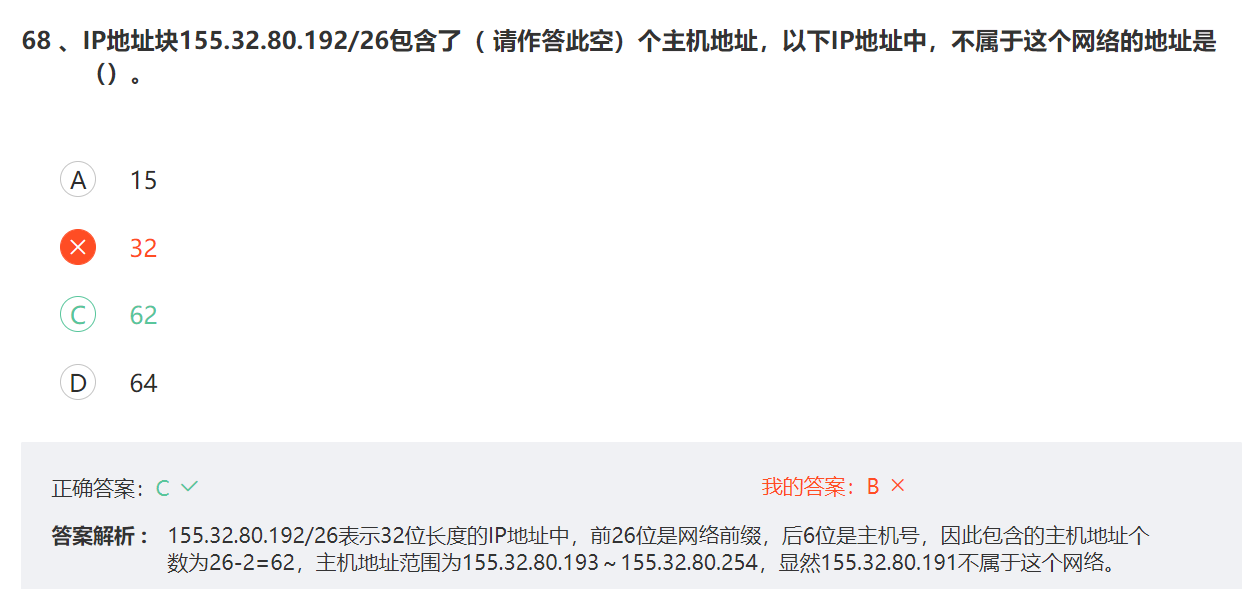 68 、IP地址块155.32.80.192/26包含了（ 请作答此空）个主机地址，以下IP地址中，不属于这个网络的地址是
（）。
A 15
× 32
C 62
D 64
正确答案：C ✓ 我的答案：B ×
答案解析： 155.32.80.192/26表示32位长度的IP地址中，前26位是网络前缀，后6位是主机号，因此包含的主机地址个
数为26-2=62，主机地址范围为155.32.80.193～155.32.80.254，显然155.32.80.191不属于这个网络。